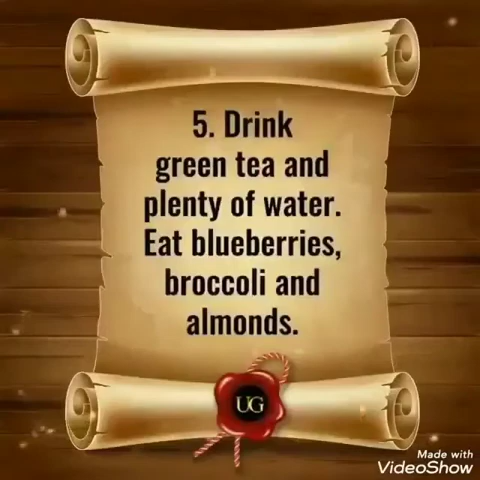 5. Drink
green tea and
plenty of water.
Eat blueberries,
broccoli and
almonds.
UG
Made with
VideoShow